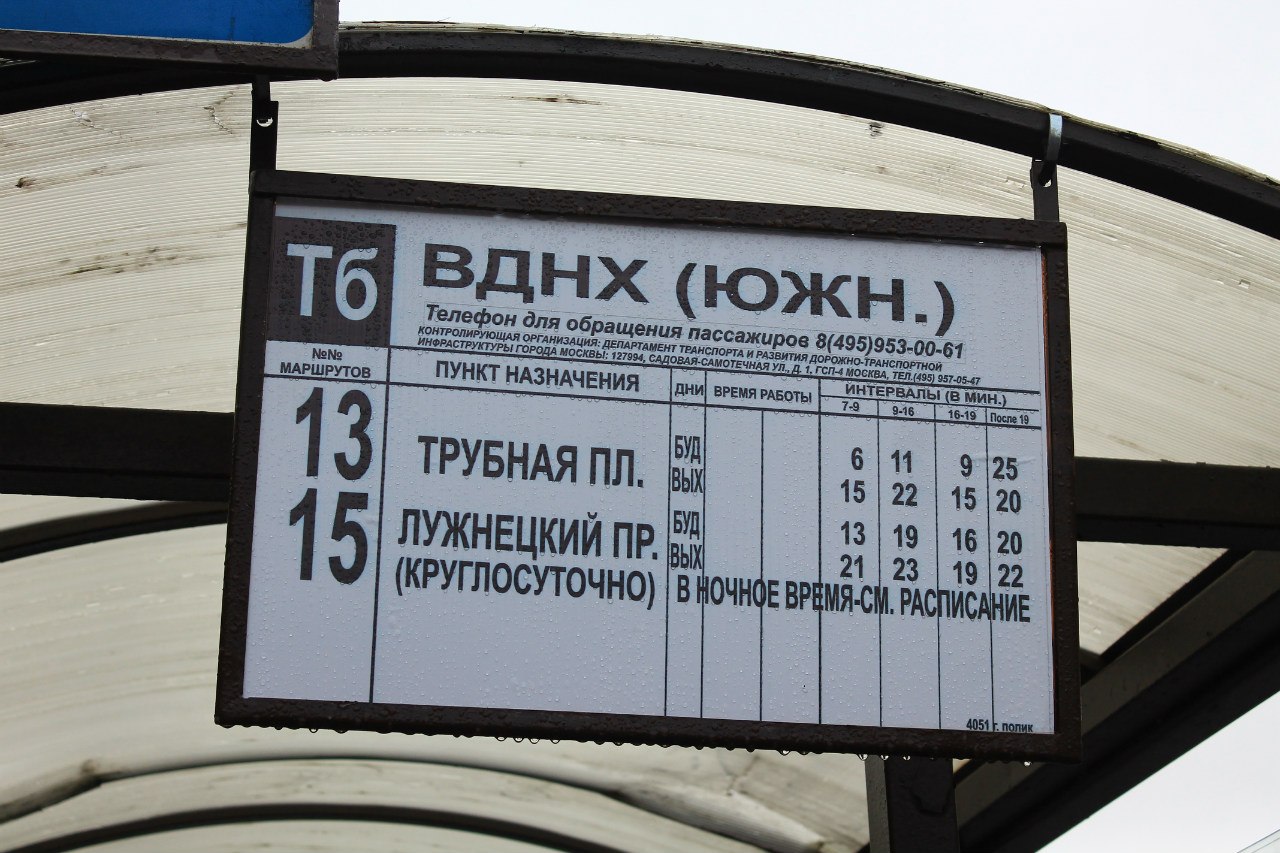 Тб
ВДНХ (ЮЖН.)
Телефон для обращения пассажиров 8(495)953-00-61
КОНТРОЛИРУЮЩАЯ ОРГАНИЗАЦИЯ: ДЕПАРТАМЕНТ ТРАНСПОРТА И РАЗВИТИЯ ДОРОЖНО-ТРАНСПОРТНОЙ
ИНФРАСТРУКТУРЫ ГОРОДА МОСКВЫ: 127994, САДОВАЯ-САМОТЕЧНАЯ УЛ., Д. 1. ГСП-4 МОСКВА, ТЕЛ.(495) 957-05-47
№№ МАРШРУТОВ ПУНКТ НАЗНАЧЕНИЯ ДНИ ВРЕМЯ РАБОТЫ ИНТЕРВАЛЫ (В МИН.)
7-9 9-16 16-19 После 19
13 ТРУБНАЯ ПЛ. БУД 6 11 9 25
ВЫХ 15 22 15 20
15 ЛУЖНЕЦКИЙ ПР. БУД 13 19 16 20
ВЫХ 21 23 19 22
(КРУГЛОСУТОЧНО) В НОЧНОЕ ВРЕМЯ-СМ. РАСПИСАНИЕ
4051 г. полик